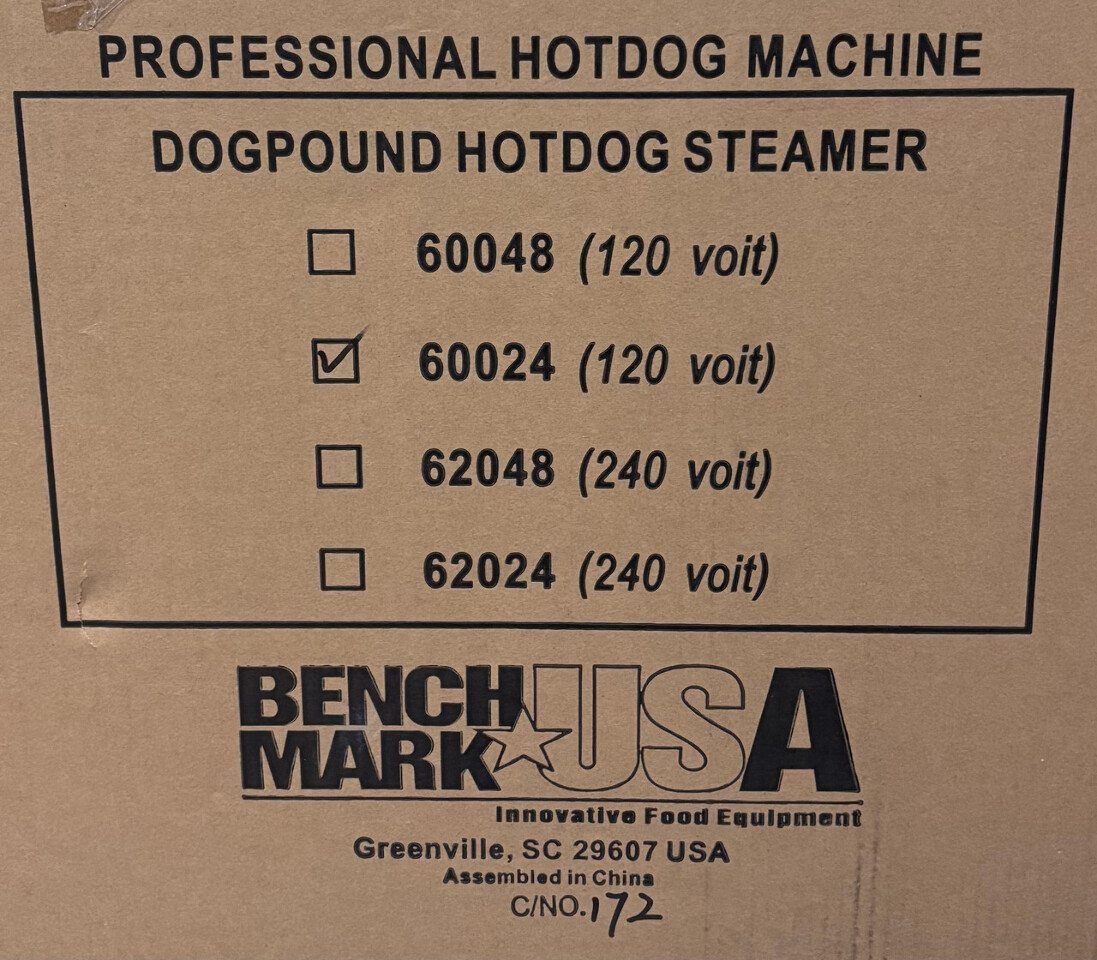 PROFESSIONAL HOTDOG MACHINE
DOGPOUND HOTDOG STEAMER
60048 (120 voit)
60024 (120 voit)
62048 (240 voit)
62024 (240 voit)
BENCH
MARK USA
Innovative Food Equipment
Greenville, SC 29607 USA
Assembled in China
C/NO. 172